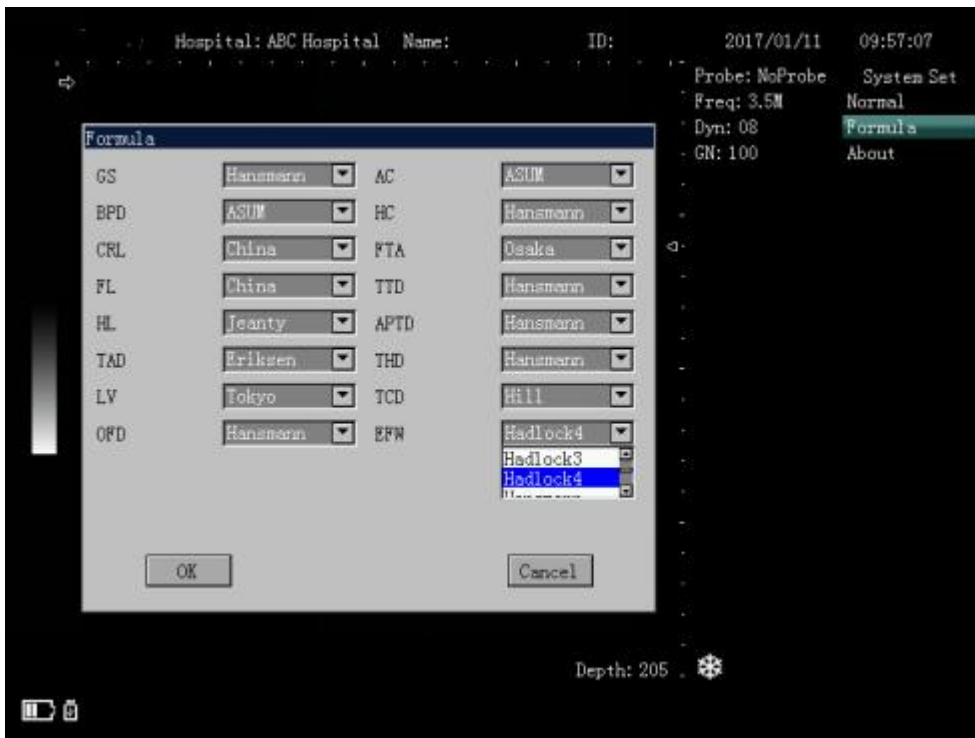 Hospital: ABC Hospital Name: ID: 2017/01/11 09:57:07
Probe: NoProbe System Set
Freq: 3.5M Normal
Dyn: 08 Formula
GN: 100 About
Formula
GS Hansmann AC ASUM
BPD ASUM HC Hansmann
CRL China FTA Osaka
FL China TTD Hansmann
HL Jeanty APTD Hansmann
TAD Eriksen THD Hansmann
LV Tokyo TCD Hill
OFD Hansmann EFW Hadlock4
Hadlock3
Hadlock4
OK Cancel
Depth: 205